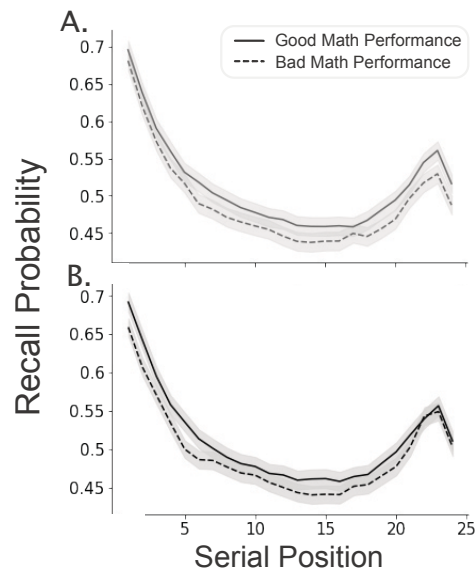 A.
Good Math Performance
Bad Math Performance
0.7
0.65
0.6
0.55
0.5
0.45
B.
0.7
0.65
0.6
0.55
0.5
0.45
5
10
15
20
25
Recall Probability
Serial Position